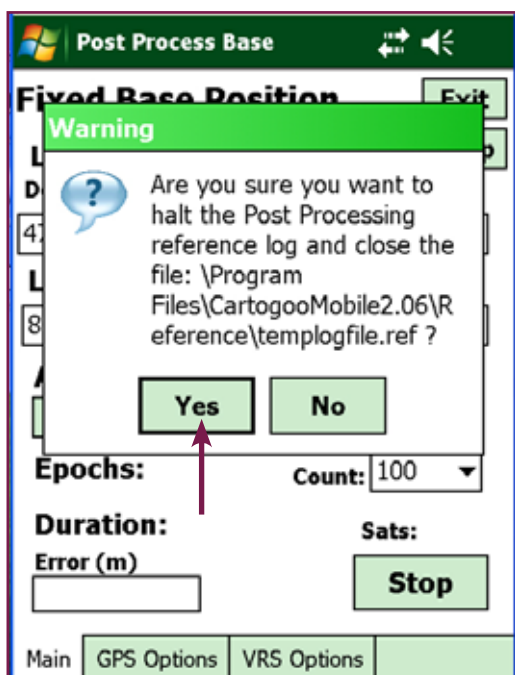 Post Process Base
Fixed Base Position
Exit
Warning
Are you sure you want to
halt the Post Processing
reference log and close the
file: \Program
Files\CartogooMobile2.06\R
eference\templogfile.ref ?
Yes No
Epochs: Count: 100
Duration: Sats:
Error (m)
Stop
Main GPS Options VRS Options